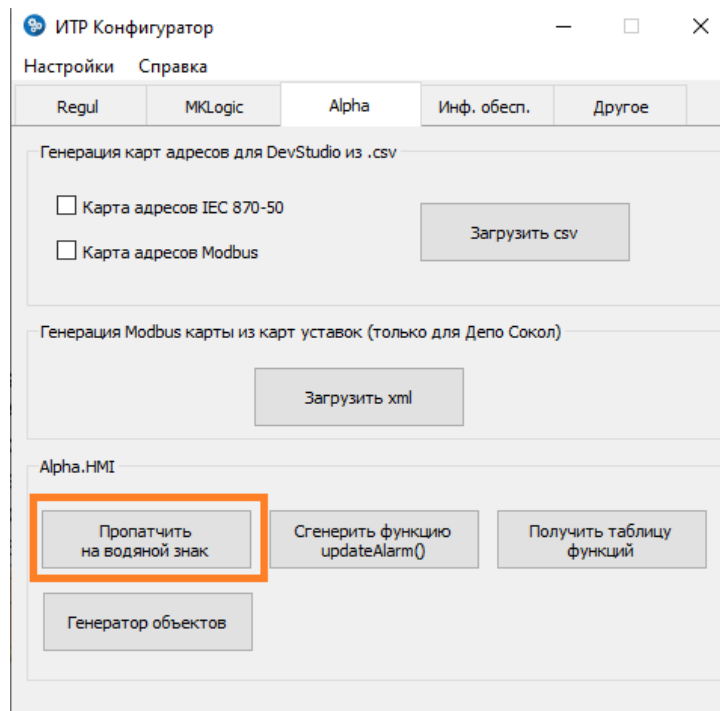 ИТР Конфигуратор
Настройки Справка
Regul MKLogic Alpha Инф. обесп. Другое
Генерация карт адресов для DevStudio из .csv
Карта адресов IEC 870-50
Карта адресов Modbus
Загрузить csv
Генерация Modbus карты из карт уставок (только для Депо Сокол)
Загрузить xml
Alpha.HMI
Пропатчить
на водяной знак
Сгенерить функцию
updateAlarm()
Получить таблицу
функций
Генератор объектов